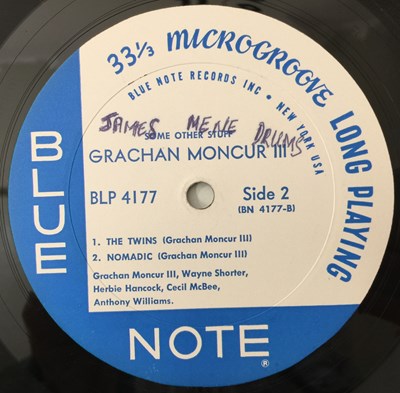 33⅓ MICROGROOVE LONG PLAYING
BLUE NOTE RECORDS INC • NEW YORK USA
JAMES MENE DRUMS
SOME OTHER STUFF
GRACHAN MONCUR III
BLP 4177
Side 2
(BN 4177-B)
1. THE TWINS (Grachan Moncur III)
2. NOMADIC (Grachan Moncur III)
Grachan Moncur III, Wayne Shorter,
Herbie Hancock, Cecil McBee,
Anthony Williams.
BLUE
NOTE®